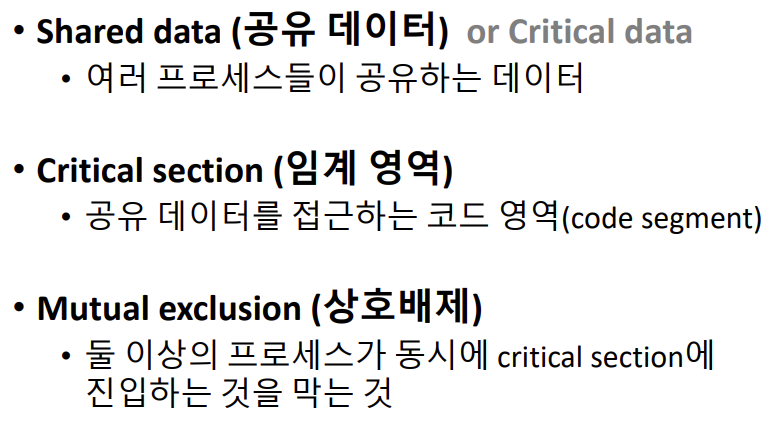 • Shared data (공유 데이터) or Critical data
• 여러 프로세스들이 공유하는 데이터
• Critical section (임계 영역)
• 공유 데이터를 접근하는 코드 영역(code segment)
• Mutual exclusion (상호배제)
• 둘 이상의 프로세스가 동시에 critical section에
진입하는 것을 막는 것